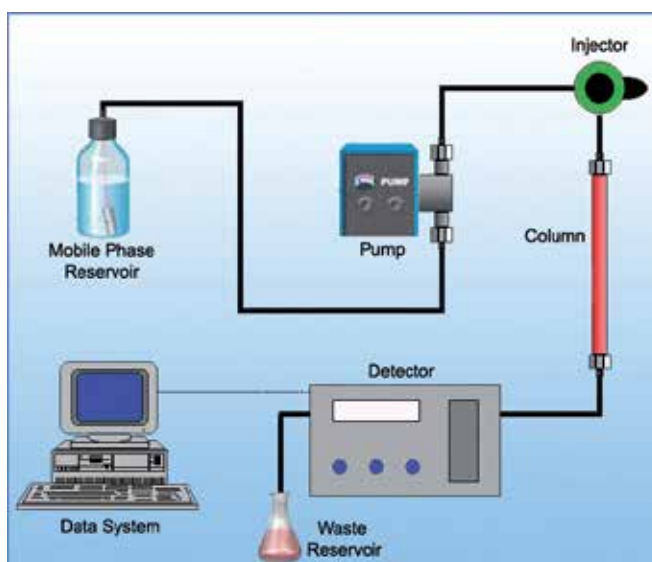 Injector
PUMP
Mobile Phase
Reservoir
Pump
Column
Detector
Data System
Waste
Reservoir